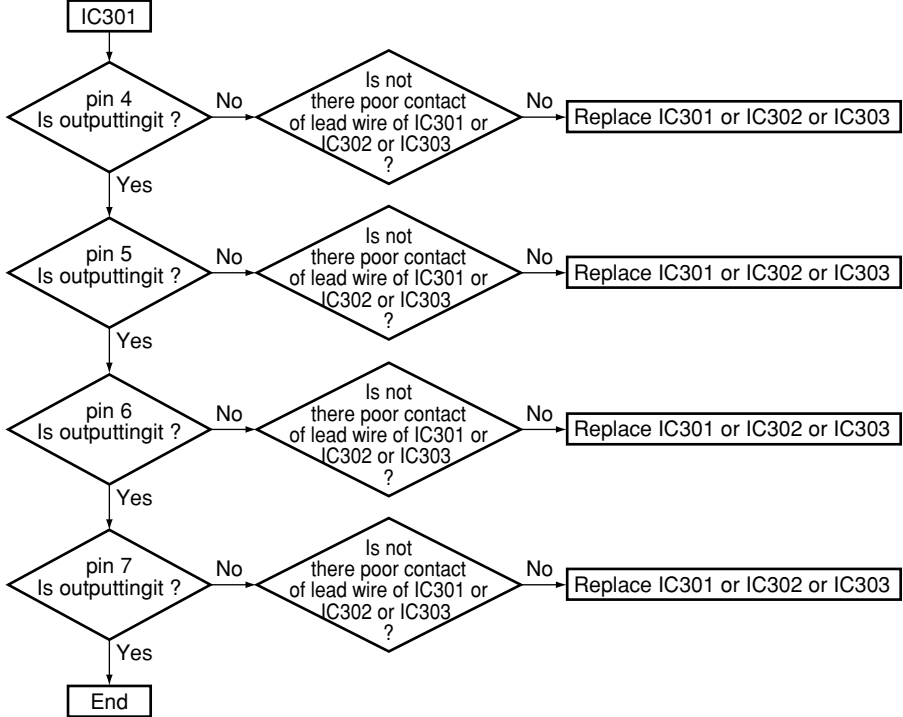 IC301
pin 4
Is outputtingit ?
No
Is not
there poor contact
of lead wire of IC301 or
IC302 or IC303
?
No
Replace IC301 or IC302 or IC303
Yes
pin 5
Is outputtingit ?
No
Is not
there poor contact
of lead wire of IC301 or
IC302 or IC303
?
No
Replace IC301 or IC302 or IC303
Yes
pin 6
Is outputtingit ?
No
Is not
there poor contact
of lead wire of IC301 or
IC302 or IC303
?
No
Replace IC301 or IC302 or IC303
Yes
pin 7
Is outputtingit ?
No
Is not
there poor contact
of lead wire of IC301 or
IC302 or IC303
?
No
Replace IC301 or IC302 or IC303
Yes
End